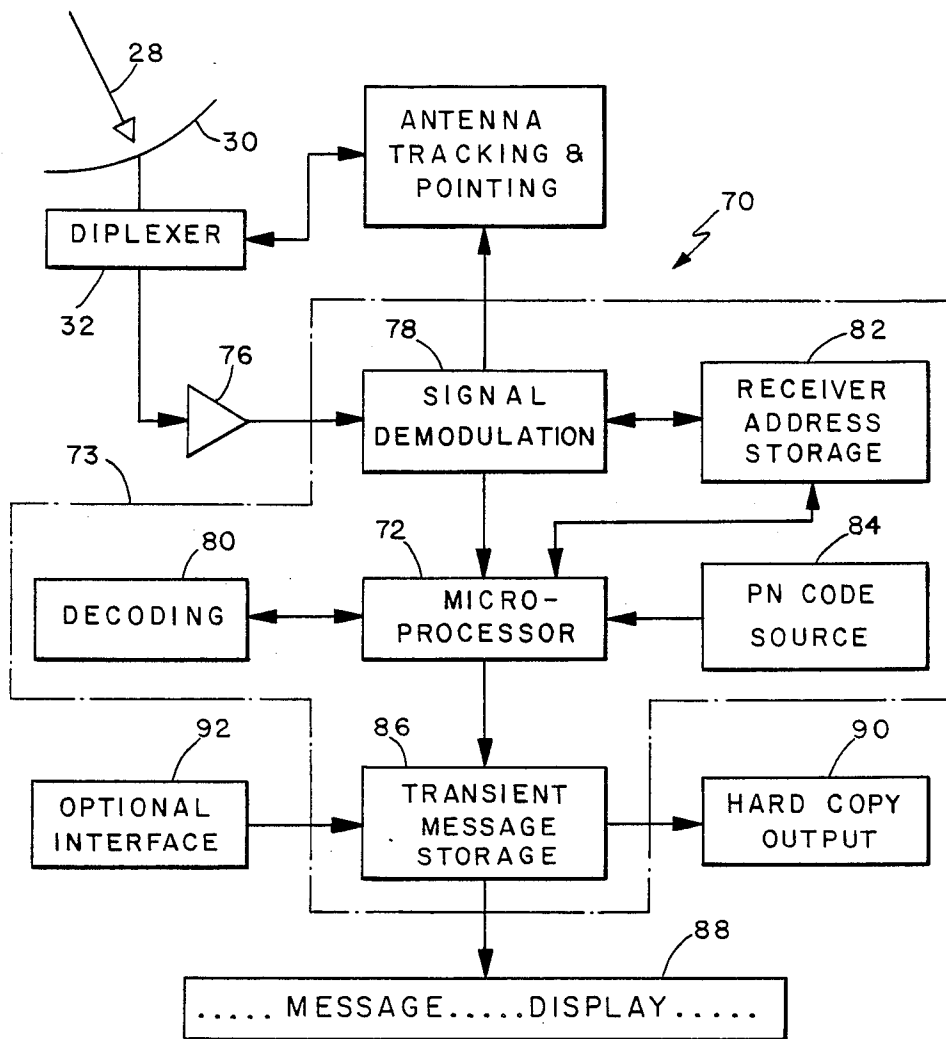 28
30
ANTENNA
TRACKING &
POINTING
DIPLEXER
32
70
76
78
SIGNAL
DEMODULATION
82
RECEIVER
ADDRESS
STORAGE
73
80
DECODING
72
MICRO-
PROCESSOR
84
PN CODE
SOURCE
92
OPTIONAL
INTERFACE
86
TRANSIENT
MESSAGE
STORAGE
90
HARD COPY
OUTPUT
88
..... MESSAGE.....DISPLAY.....